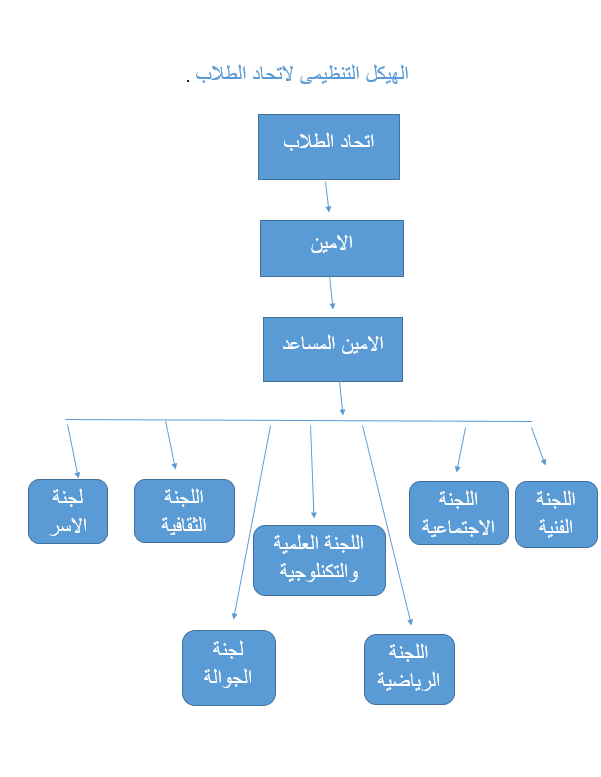 الهيكل التنظيمى لاتحاد الطلاب .
اتحاد الطلاب
الامين
الامين المساعد
اللجنة
الفنية
اللجنة
الاجتماعية
اللجنة
الثقافية
لجنة
الاسر
اللجنة العلمية
والتكنلوجية
اللجنة
الرياضية
لجنة
الجوالة